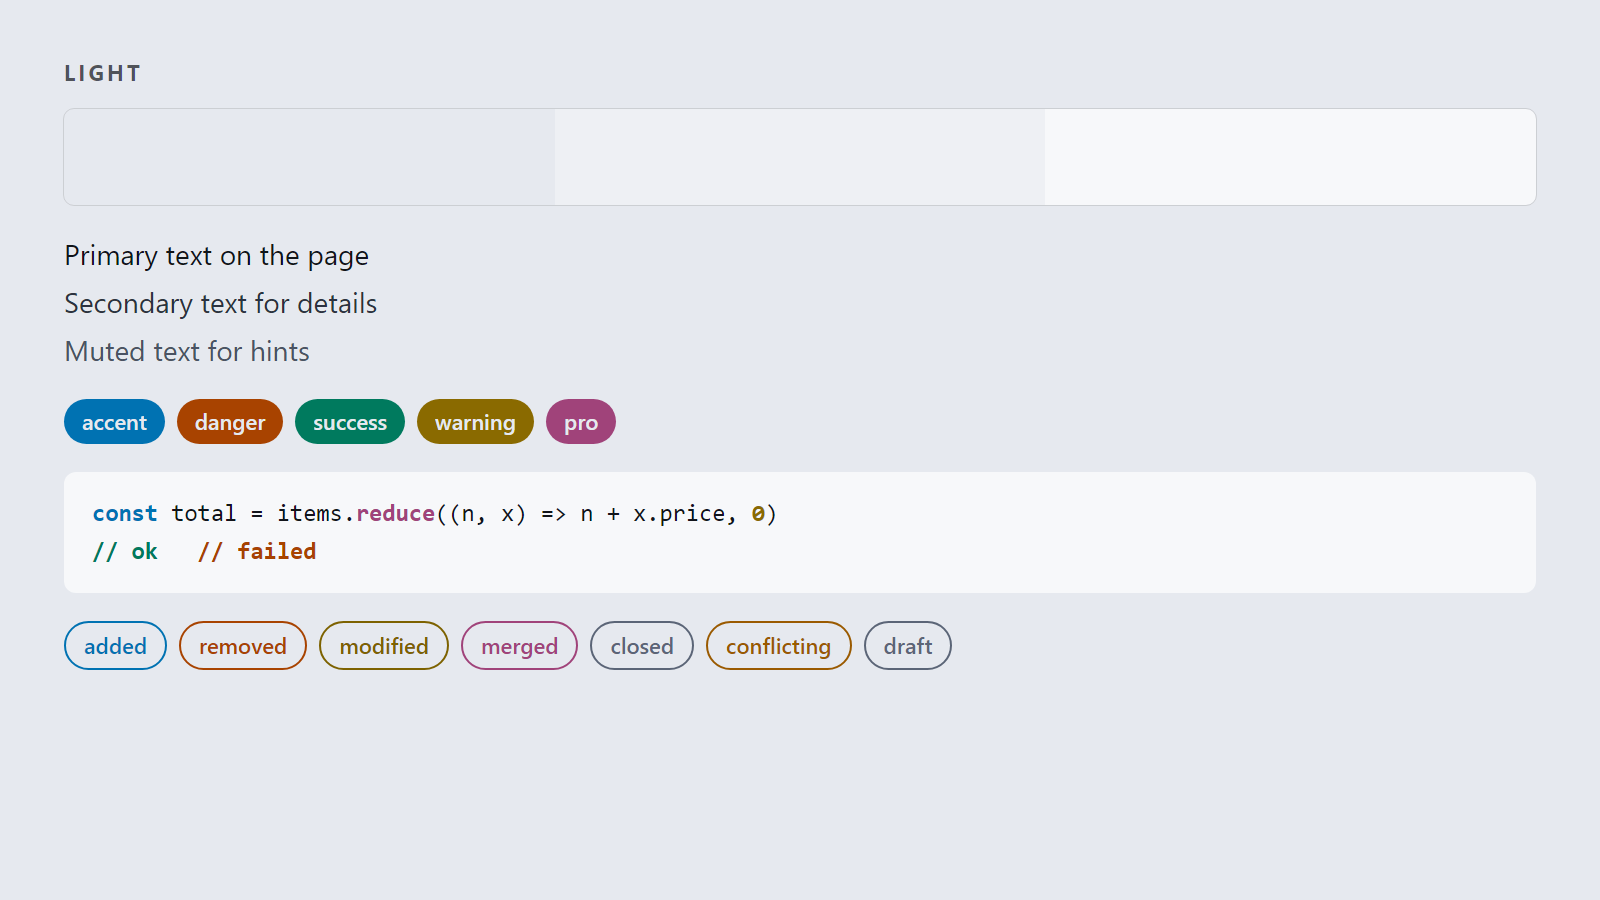 LIGHT
Primary text on the page
Secondary text for details
Muted text for hints
accent danger success warning pro
const total = items.reduce((n, x) => n + x.price, 0)
// ok   // failed
added removed modified merged closed conflicting draft